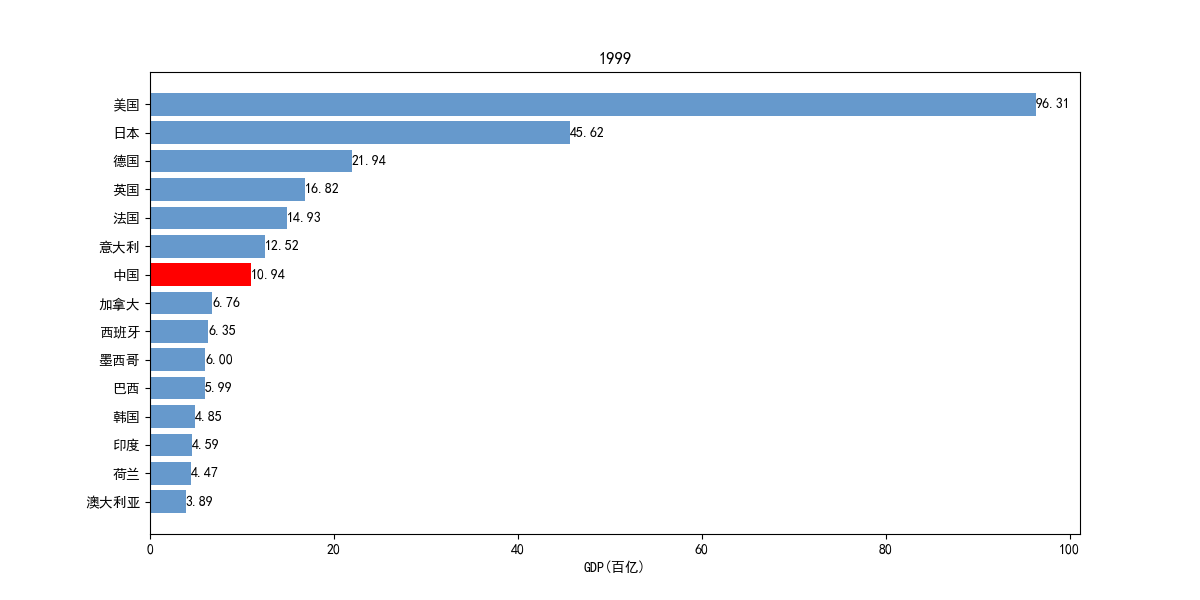 1999
美国 96.31
日本 45.62
德国 21.94
英国 16.82
法国 14.93
意大利 12.52
中国 10.94
加拿大 6.76
西班牙 6.35
墨西哥 6.00
巴西 5.99
韩国 4.85
印度 4.59
荷兰 4.47
澳大利亚 3.89
0 20 40 60 80 100
GDP(百亿)